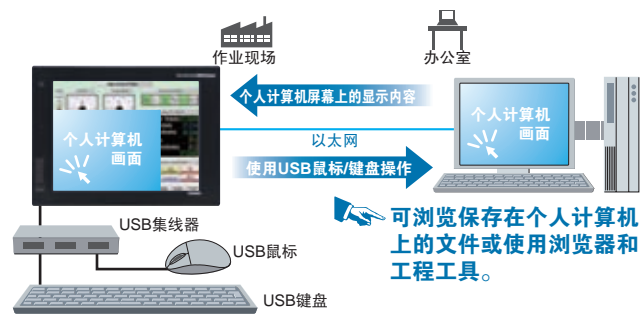 作业现场
办公室
个人计算机屏幕上的显示内容
个人计算机
画面
个人计算机
画面
以太网
使用USB鼠标/键盘操作
可浏览保存在个人计算机
上的文件或使用浏览器和
工程工具。
USB集线器
USB鼠标
USB键盘